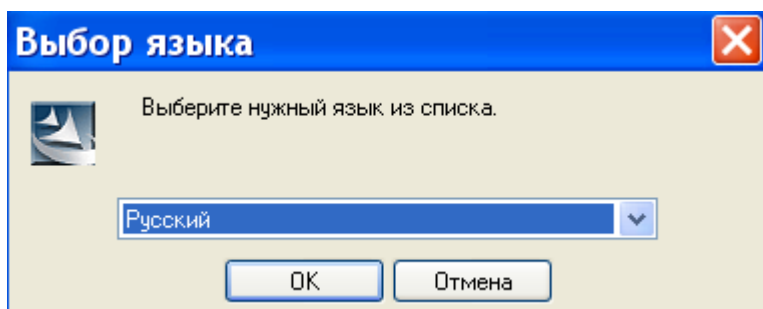 Выбор языка
Выберите нужный язык из списка.
Русский
OK
Отмена